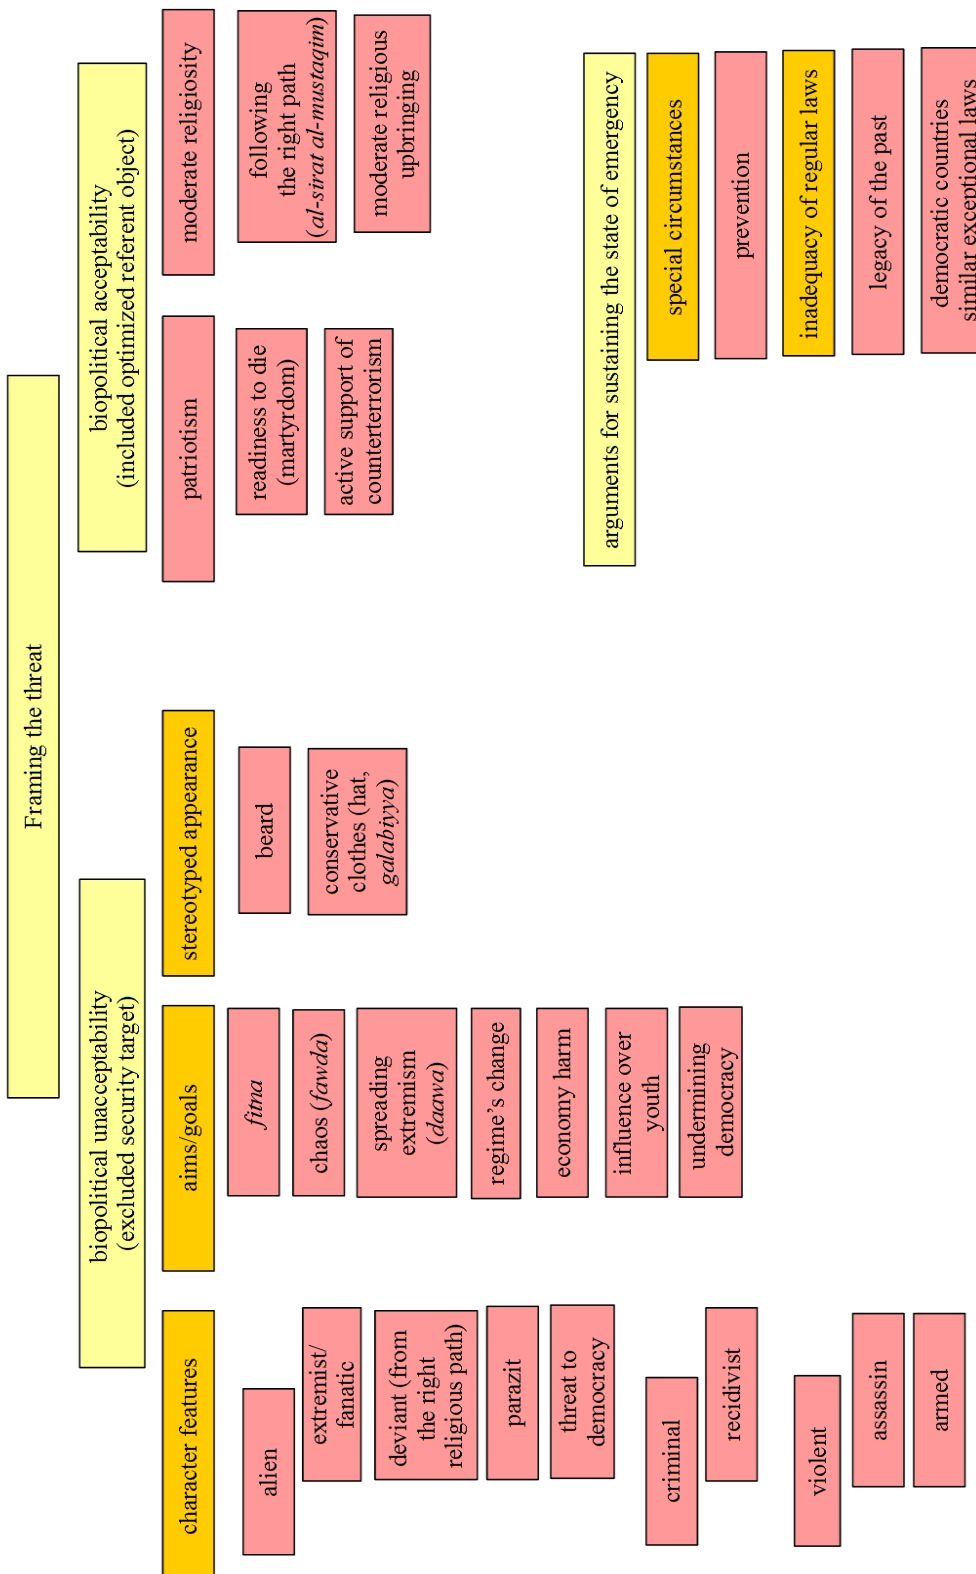 Framing the threat
biopolitical unacceptability
(excluded security target)
biopolitical acceptability
(included optimized referent object)
character features
aims/goals
stereotyped appearance
patriotism
moderate religiosity
alien
extremist/
fanatic
deviant (from
the right
religious path)
parazit
threat to
democracy
criminal
recidivist
violent
assassin
armed
fitna
chaos (fawda)
spreading
extremism
(daawa)
regime's change
economy harm
influence over
youth
undermining
democracy
beard
conservative
clothes (hat,
galabiyya)
readiness to die
(martyrdom)
active support of
counterterrorism
following
the right path
(al-sirat al-mustaqim)
moderate religious
upbringing
arguments for sustaining the state of emergency
special circumstances
prevention
inadequacy of regular laws
legacy of the past
democratic countries
similar exceptional laws